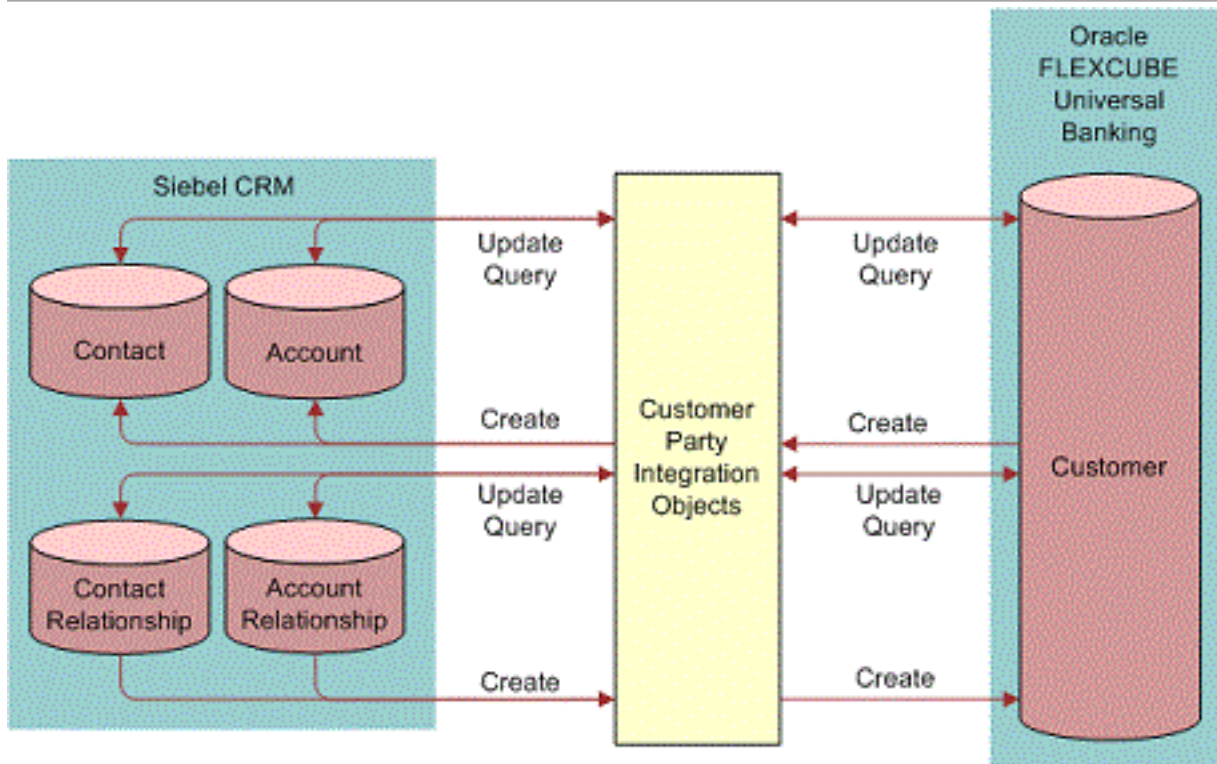 Oracle
FLEXCUBE
Universal
Banking
Siebel CRM
Update
Query
Update
Query
Contact
Account
Create
Customer
Party
Integration
Objects
Create
Customer
Update
Query
Update
Query
Contact
Relationship
Account
Relationship
Create
Create